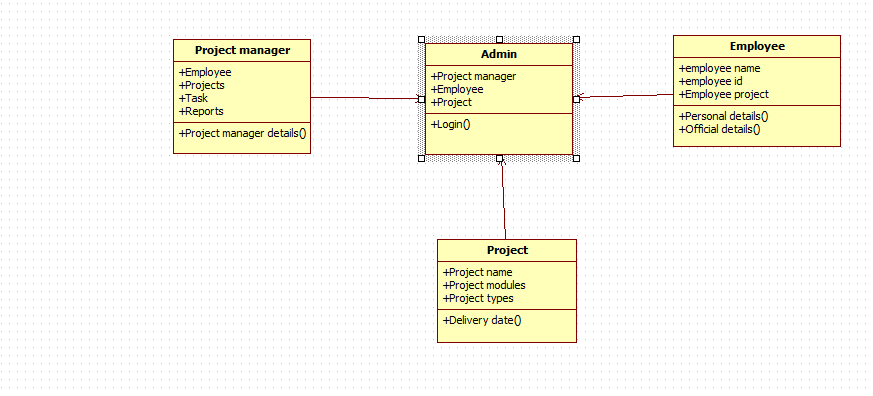 Project manager
+Employee
+Projects
+Task
+Reports
+Project manager details()
Admin
+Project manager
+Employee
+Project
+Login()
Employee
+employee name
+employee id
+Employee project
+Personal details()
+Official details()
Project
+Project name
+Project modules
+Project types
+Delivery date()